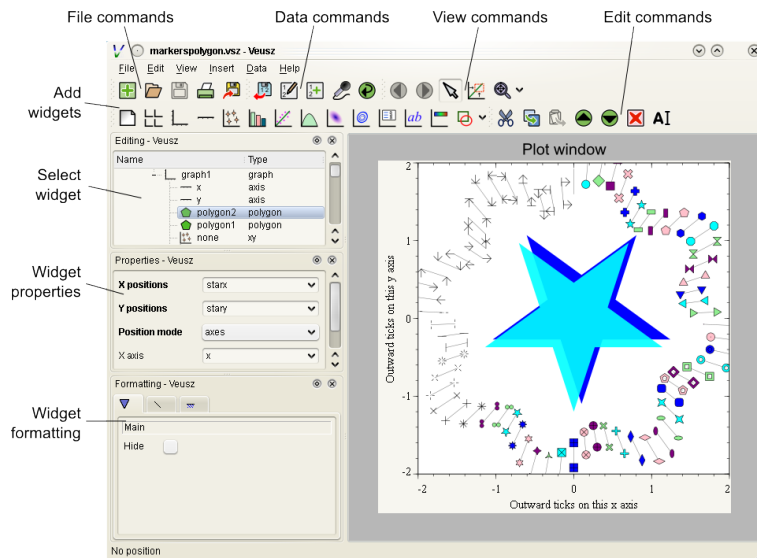 File commands Data commands View commands Edit commands
markerspolygon.vsz - Veusz
File Edit View Insert Data Help
Add
widgets
Select
widget
Widget
properties
Widget
formatting
Editing - Veusz
Name Type
graph1 graph
x axis
y axis
polygon2 polygon
polygon1 polygon
none xy
Properties - Veusz
X positions starx
Y positions stary
Position mode axes
X axis x
Formatting - Veusz
Main
Hide
No position
Plot window
Outward ticks on this y axis
2
1
0
-1
-2
-2 -1 0 1 2
Outward ticks on this x axis